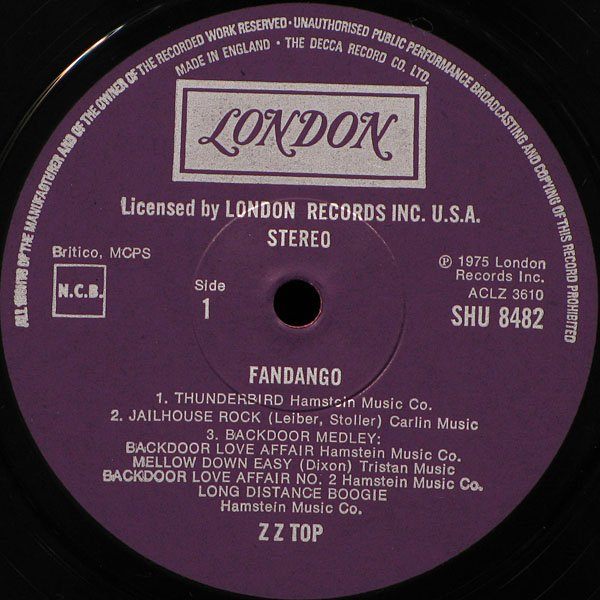 ALL RIGHTS OF THE MANUFACTURER AND OF THE OWNER OF THE RECORDED WORK RESERVED · UNAUTHORISED PUBLIC PERFORMANCE BROADCASTING AND COPYING OF THIS RECORD PROHIBITED
MADE IN ENGLAND · THE DECCA RECORD CO. LTD.
LONDON
Licensed by LONDON RECORDS INC. U.S.A.
STEREO
Britico, MCPS
N.C.B.
Side
1
℗ 1975 London
Records Inc.
ACLZ 3610
SHU 8482
FANDANGO
1. THUNDERBIRD Hamstein Music Co.
2. JAILHOUSE ROCK (Leiber, Stoller) Carlin Music
3. BACKDOOR MEDLEY:
BACKDOOR LOVE AFFAIR Hamstein Music Co.
MELLOW DOWN EASY (Dixon) Tristan Music
BACKDOOR LOVE AFFAIR NO. 2 Hamstein Music Co.
LONG DISTANCE BOOGIE
Hamstein Music Co.
Z Z TOP